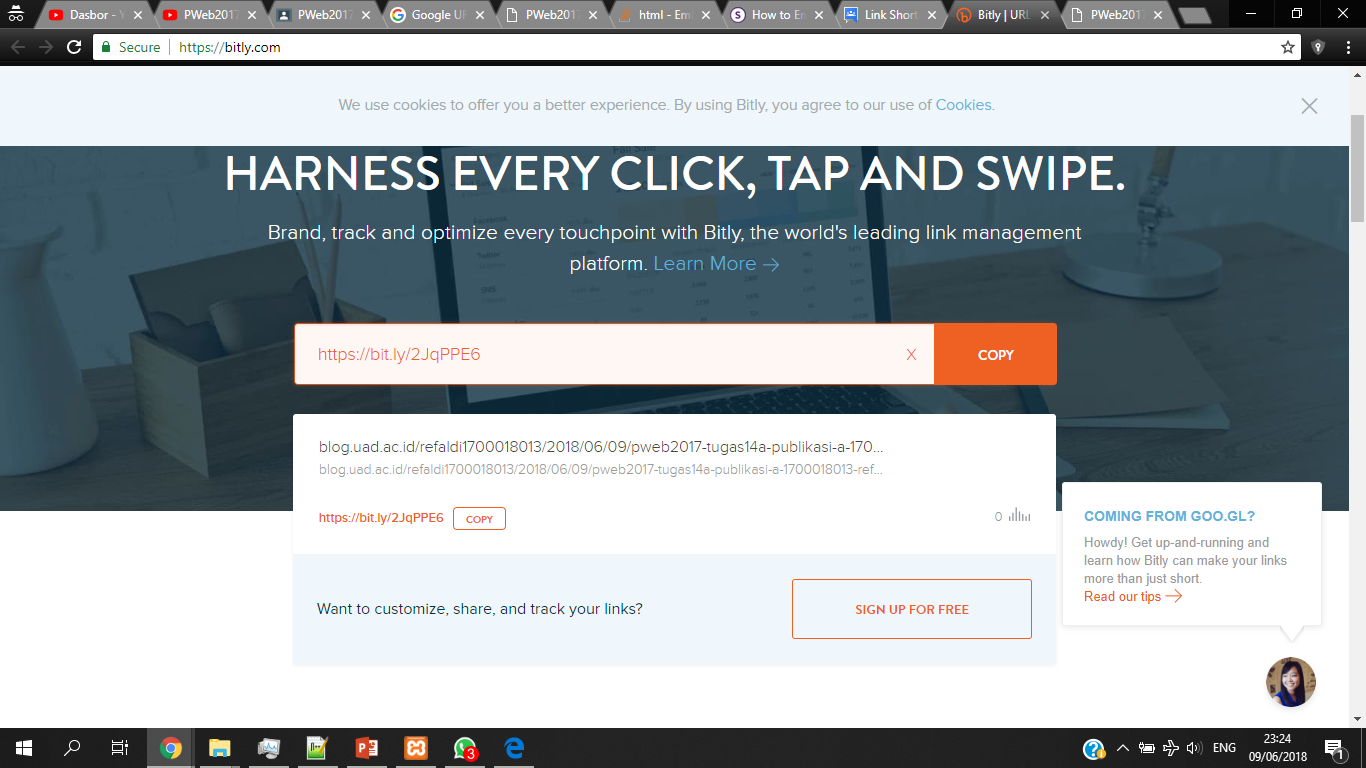 Dasbor - Y
PWeb2017
PWeb2017
Google UR
PWeb2017
html - Em
How to En
Link Short
Bitly | URL
PWeb2017
Secure
https://bitly.com
We use cookies to offer you a better experience. By using Bitly, you agree to our use of Cookies.
HARNESS EVERY CLICK, TAP AND SWIPE.
Brand, track and optimize every touchpoint with Bitly, the world's leading link management
platform. Learn More →
https://bit.ly/2JqPPE6
X
COPY
blog.uad.ac.id/refaldi1700018013/2018/06/09/pweb2017-tugas14a-publikasi-a-170...
blog.uad.ac.id/refaldi1700018013/2018/06/09/pweb2017-tugas14a-publikasi-a-1700018013-ref...
https://bit.ly/2JqPPE6
COPY
0
COMING FROM GOO.GL?
Howdy! Get up-and-running and
learn how Bitly can make your links
more than just short.
Read our tips →
Want to customize, share, and track your links?
SIGN UP FOR FREE
3
ENG
23:24
09/06/2018
1